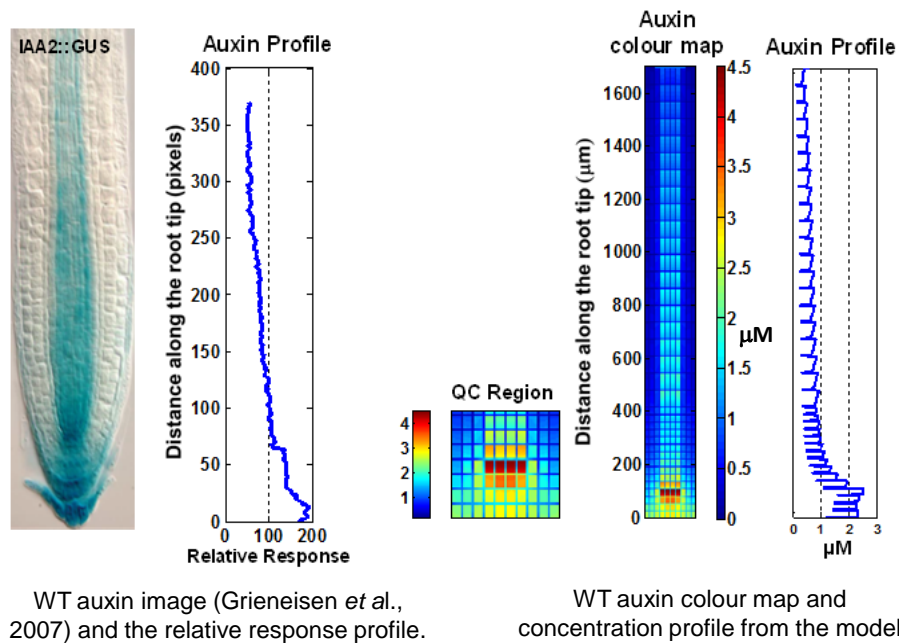 IAA2::GUS
Auxin Profile
400
350
300
250
200
150
100
50
0
Distance along the root tip (pixels)
0 100 200
Relative Response
QC Region
4
3
2
1
Auxin
colour map
1600
1400
1200
1000
800
600
400
200
0
Distance along the root tip (µm)
4.5
4
3.5
3
2.5
2
1.5
1
0.5
0
µM
Auxin Profile
0 1 2 3
µM
WT auxin image (Grieneisen et al.,
2007) and the relative response profile.
WT auxin colour map and
concentration profile from the model